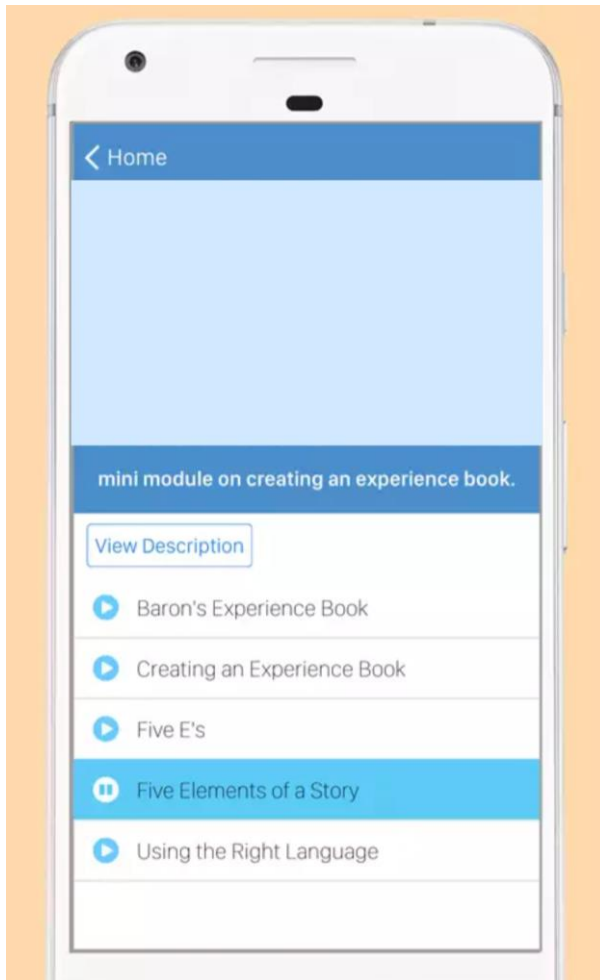 Home
mini module on creating an experience book.
View Description
Baron's Experience Book
Creating an Experience Book
Five E's
Five Elements of a Story
Using the Right Language